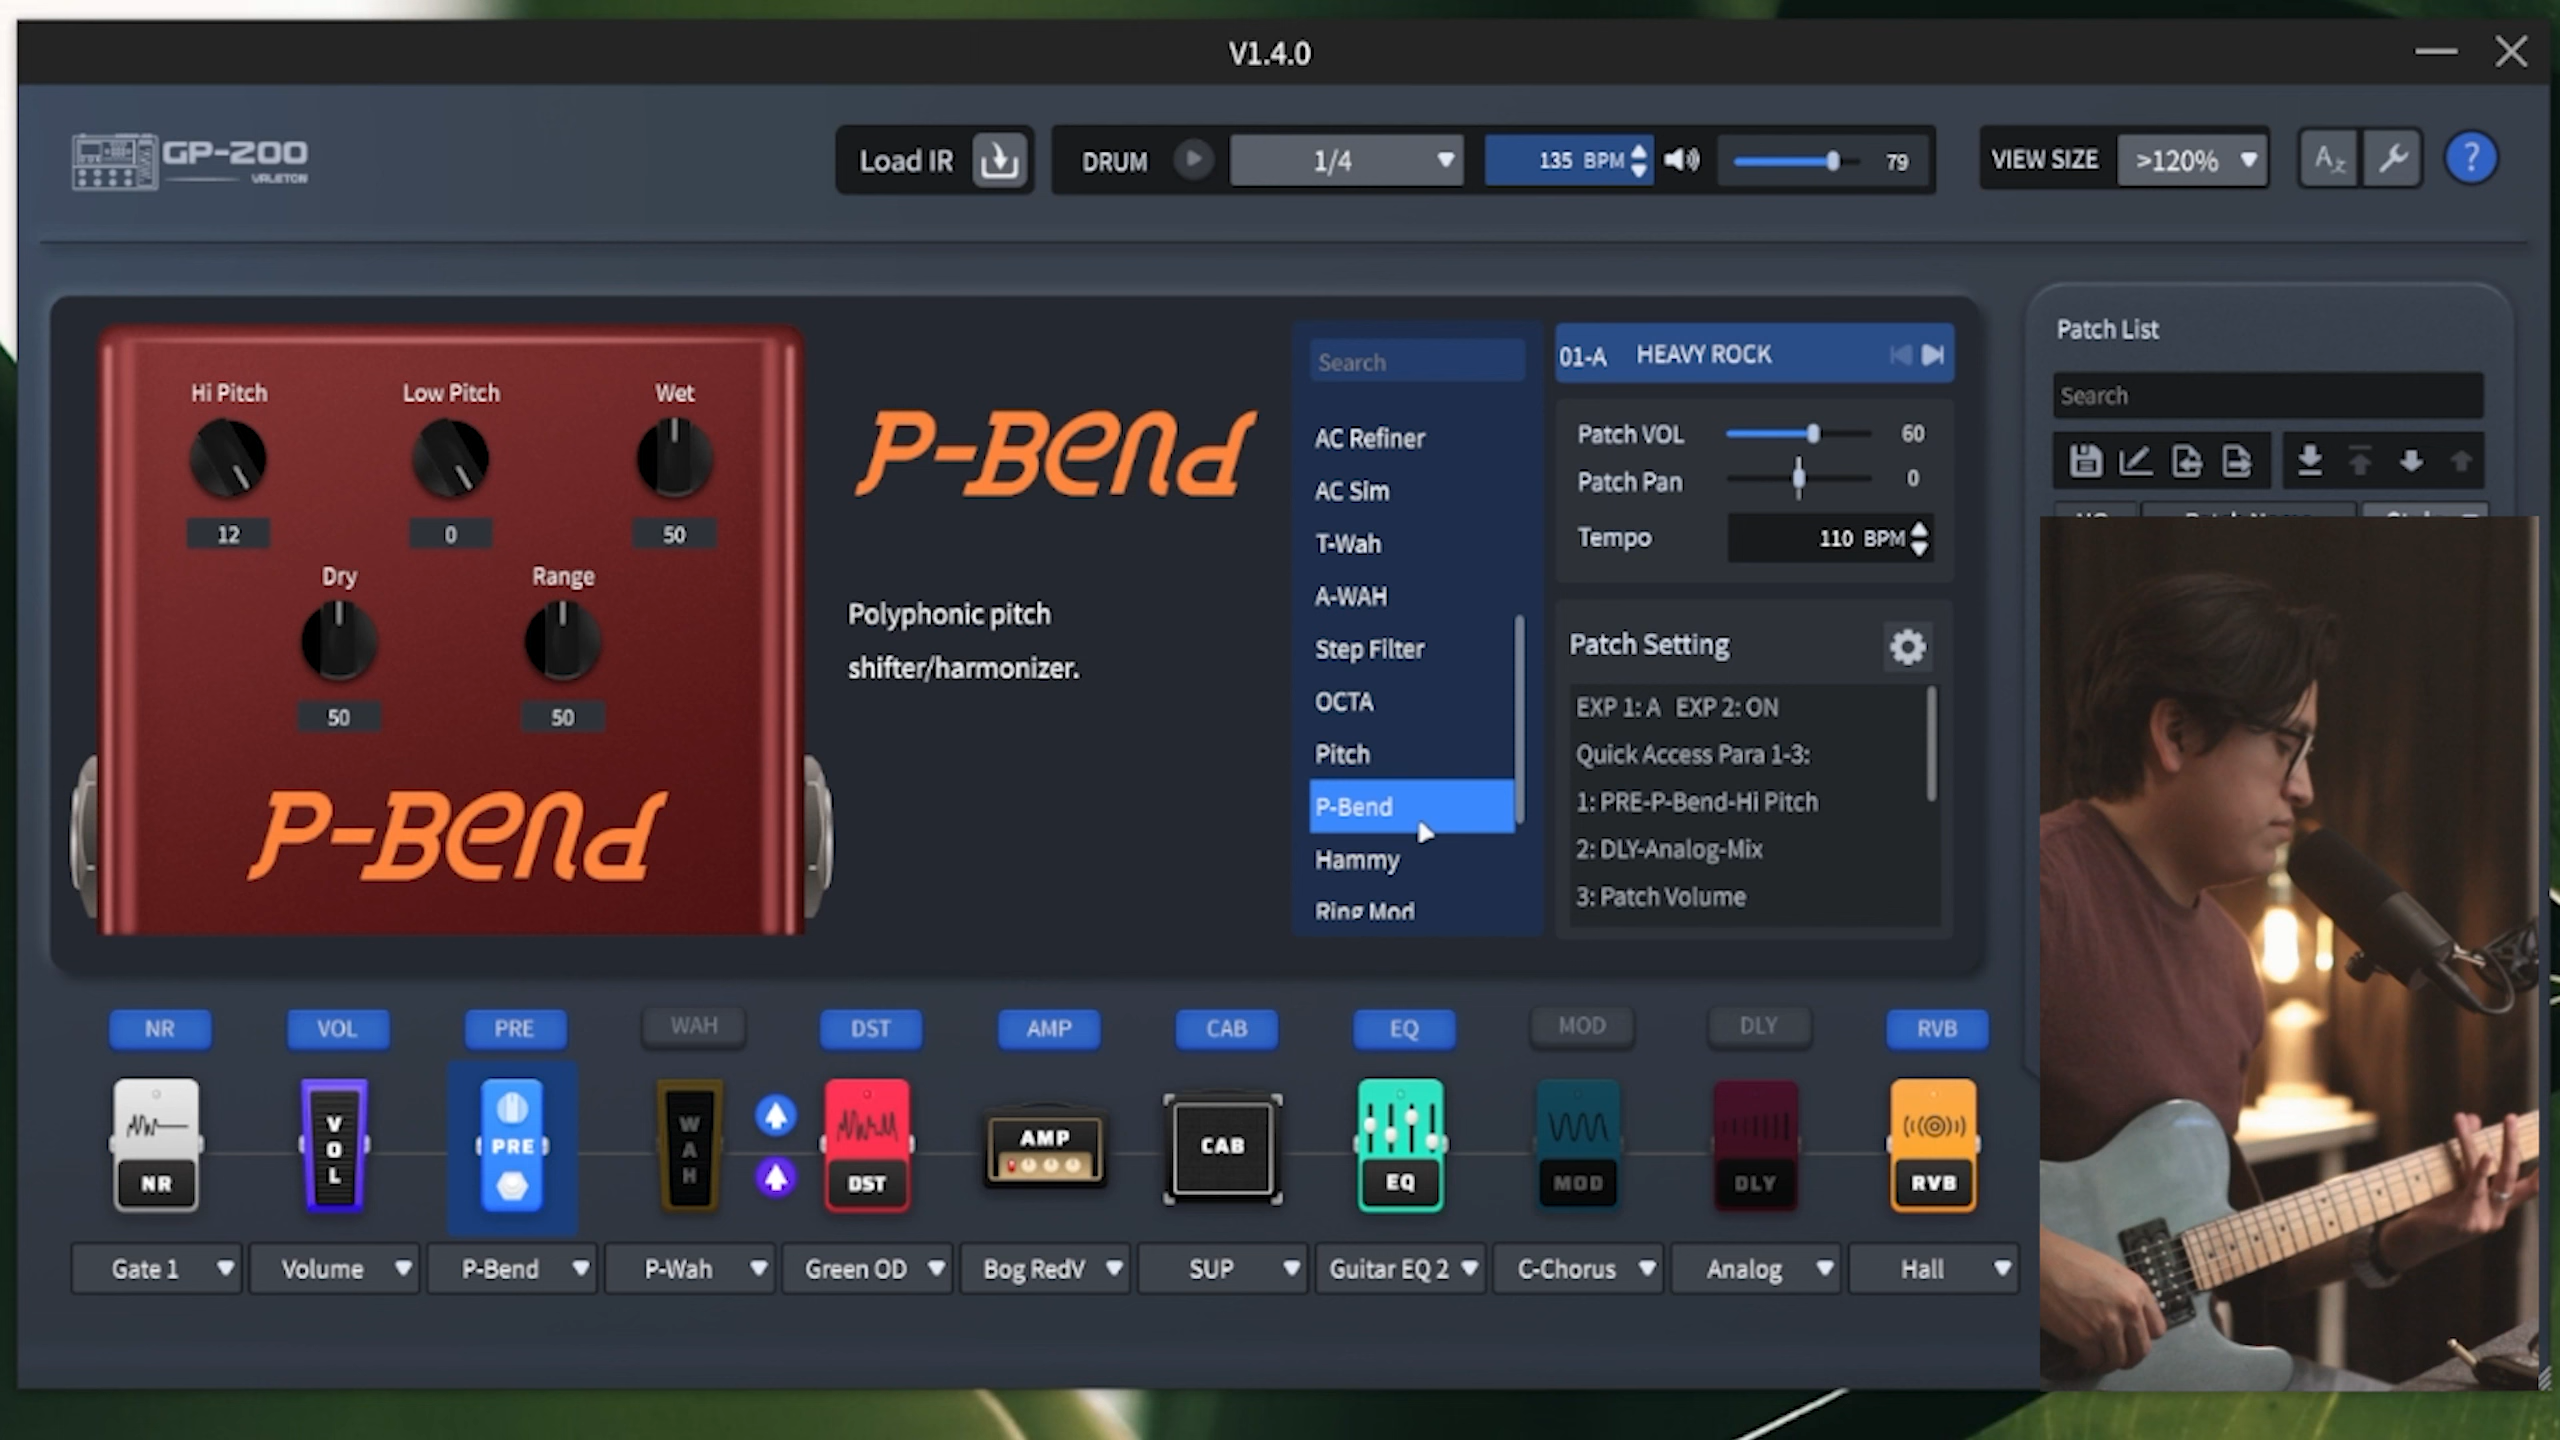 V1.4.0
GP-200
VALETON
Load IR
DRUM
1/4
135 BPM
79
VIEW SIZE
>120%
?
Hi Pitch
Low Pitch
Wet
12
0
50
Dry
Range
50
50
P-Bend
P-Bend
Polyphonic pitch
shifter/harmonizer.
Search
AC Refiner
AC Sim
T-Wah
A-WAH
Step Filter
OCTA
Pitch
P-Bend
Hammy
Ring Mod
01-A HEAVY ROCK
Patch VOL 60
Patch Pan 0
Tempo 110 BPM
Patch Setting
EXP 1: A EXP 2: ON
Quick Access Para 1-3:
1: PRE-P-Bend-Hi Pitch
2: DLY-Analog-Mix
3: Patch Volume
Patch List
Search
NR VOL PRE WAH DST AMP CAB EQ MOD DLY RVB
NR VOL PRE WAH DST AMP CAB EQ MOD DLY RVB
Gate 1 Volume P-Bend P-Wah Green OD Bog RedV SUP Guitar EQ 2 C-Chorus Analog Hall